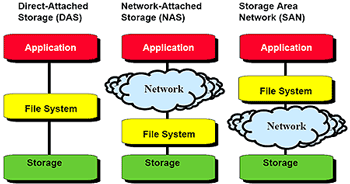 Direct-Attached
Storage (DAS)
Application
File System
Storage
Network-Attached
Storage (NAS)
Application
Network
File System
Storage
Storage Area
Network (SAN)
Application
File System
Network
Storage